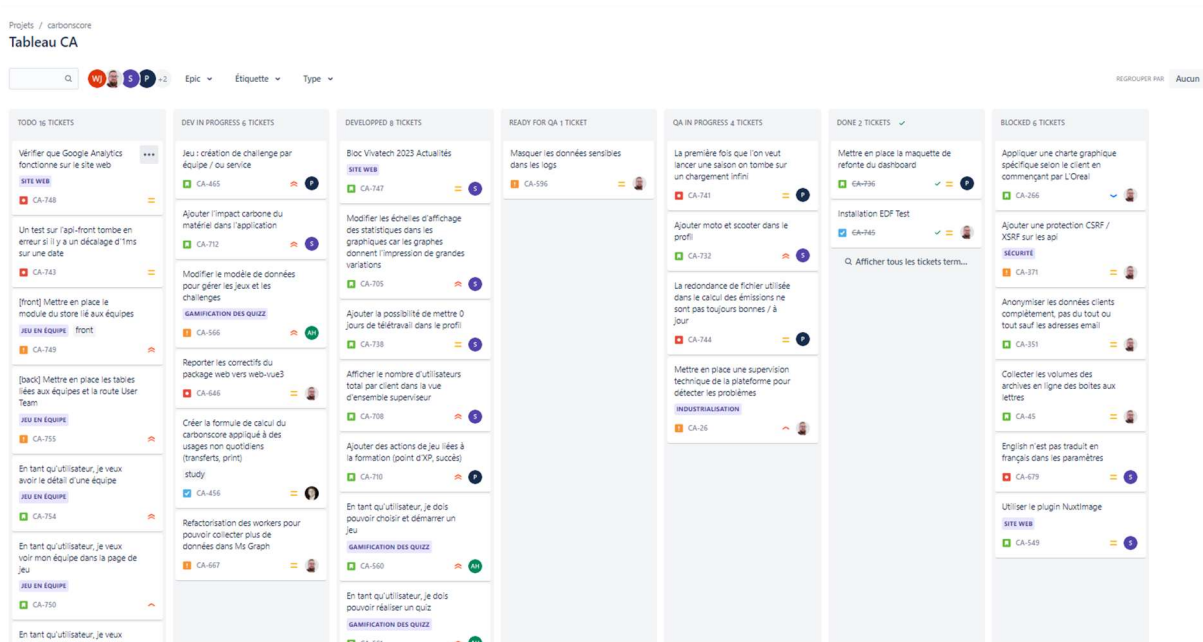 Projets / carbonscore
Tableau CA
WJ
S
P
+2
Epic
Étiquette
Type
REGROUPER PAR
Aucun
TODO 16 TICKETS
Vérifier que Google Analytics
fonctionne sur le site web
SITE WEB
CA-748
Un test sur l'api-front tombe en
erreur si il y a un décalage d'1ms
sur une date
CA-743
[front] Mettre en place le
module du store lié aux équipes
JEU EN ÉQUIPE front
CA-749
[back] Mettre en place les tables
liées aux équipes et la route User
Team
JEU EN ÉQUIPE
CA-755
En tant qu'utilisateur, je veux
avoir le détail d'une équipe
JEU EN ÉQUIPE
CA-754
En tant qu'utilisateur, je veux
voir mon équipe dans la page de
jeu
JEU EN ÉQUIPE
CA-750
En tant qu'utilisateur, je veux
DEV IN PROGRESS 6 TICKETS
Jeu : création de challenge par
équipe / ou service
CA-465
P
Ajouter l'impact carbone du
matériel dans l'application
CA-712
S
Modifier le modèle de données
pour gérer les jeux et les
challenges
GAMIFICATION DES QUIZZ
CA-566
AH
Reporter les correctifs du
package web vers web-vue3
CA-646
Créer la formule de calcul du
carbonscore appliqué à des
usages non quotidiens
(transferts, print)
study
CA-456
Refactorisation des workers pour
pouvoir collecter plus de
données dans Ms Graph
CA-667
DEVELOPPED 8 TICKETS
Bloc Vivatech 2023 Actualités
SITE WEB
CA-747
S
Modifier les échelles d'affichage
des statistiques dans les
graphiques car les graphes
donnent l'impression de grandes
variations
CA-705
S
Ajouter la possibilité de mettre 0
jours de télétravail dans le profil
CA-738
S
Afficher le nombre d'utilisateurs
total par client dans la vue
d'ensemble superviseur
CA-708
S
Ajouter des actions de jeu liées à
la formation (point d'XP, succès)
CA-710
P
En tant qu'utilisateur, je dois
pouvoir choisir et démarrer un
jeu
GAMIFICATION DES QUIZZ
CA-560
AH
En tant qu'utilisateur, je dois
pouvoir réaliser un quiz
GAMIFICATION DES QUIZZ
READY FOR QA 1 TICKET
Masquer les données sensibles
dans les logs
CA-596
QA IN PROGRESS 4 TICKETS
La première fois que l'on veut
lancer une saison on tombe sur
un chargement infini
CA-741
P
Ajouter moto et scooter dans le
profil
CA-732
S
La redondance de fichier utilisée
dans le calcul des émissions ne
sont pas toujours bonnes / à
jour
CA-744
P
Mettre en place une supervision
technique de la plateforme pour
détecter les problèmes
INDUSTRIALISATION
CA-26
DONE 2 TICKETS
Mettre en place la maquette de
refonte du dashboard
CA-736
P
Installation EDF Test
CA-745
Afficher tous les tickets term...
BLOCKED 6 TICKETS
Appliquer une charte graphique
spécifique selon le client en
commençant par L'Oreal
CA-266
Ajouter une protection CSRF /
XSRF sur les api
SÉCURITÉ
CA-371
Anonymiser les données clients
complètement, pas du tout ou
tout sauf les adresses email
CA-351
Collecter les volumes des
archives en ligne des boites aux
lettres
CA-45
English n'est pas traduit en
français dans les paramètres
CA-679
S
Utiliser le plugin NuxtImage
SITE WEB
CA-549
S